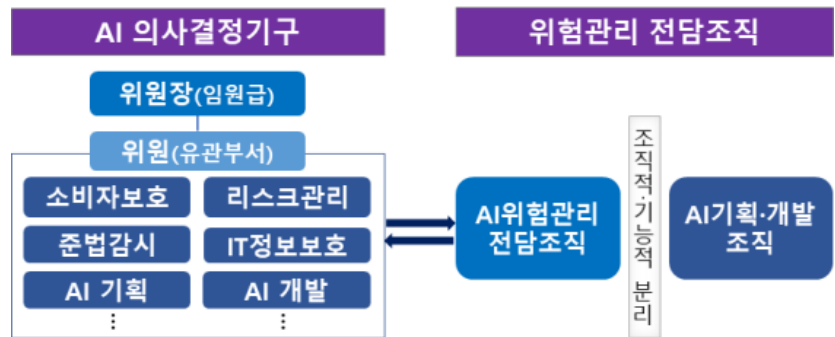 AI 의사결정기구
위원장(임원급)
위원(유관부서)
소비자보호 리스크관리
준법감시 IT정보보호
AI 기획 AI 개발
⋮ ⋮
위험관리 전담조직
AI위험관리
전담조직
조직적·기능적 분리
AI기획·개발
조직